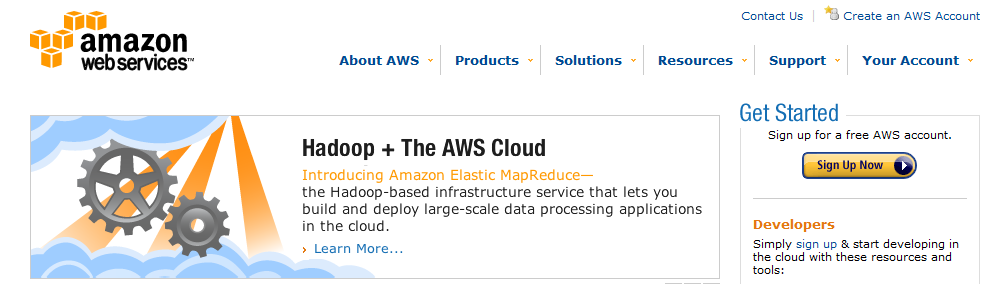 Contact Us
Create an AWS Account
amazon
webservices™
About AWS
Products
Solutions
Resources
Support
Your Account
Hadoop + The AWS Cloud
Introducing Amazon Elastic MapReduce—
the Hadoop-based infrastructure service that lets you
build and deploy large-scale data processing applications
in the cloud.
Learn More...
Get Started
Sign up for a free AWS account.
Sign Up Now
Developers
Simply sign up & start developing in
the cloud with these resources and
tools: